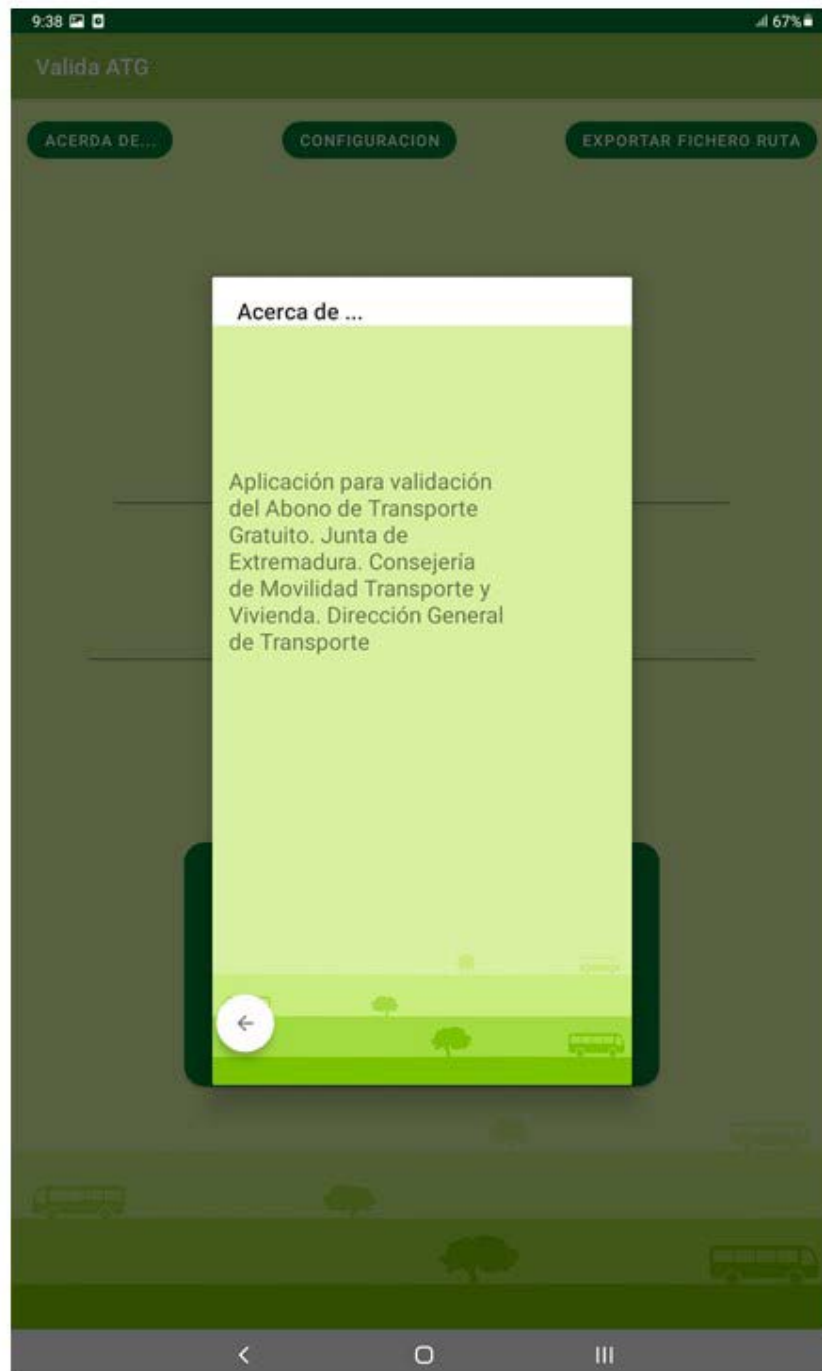 9:38
67%
Valida ATG
ACERDA DE...
CONFIGURACION
EXPORTAR FICHERO RUTA
Acerca de ...
Aplicación para validación
del Abono de Transporte
Gratuito. Junta de
Extremadura. Consejería
de Movilidad Transporte y
Vivienda. Dirección General
de Transporte